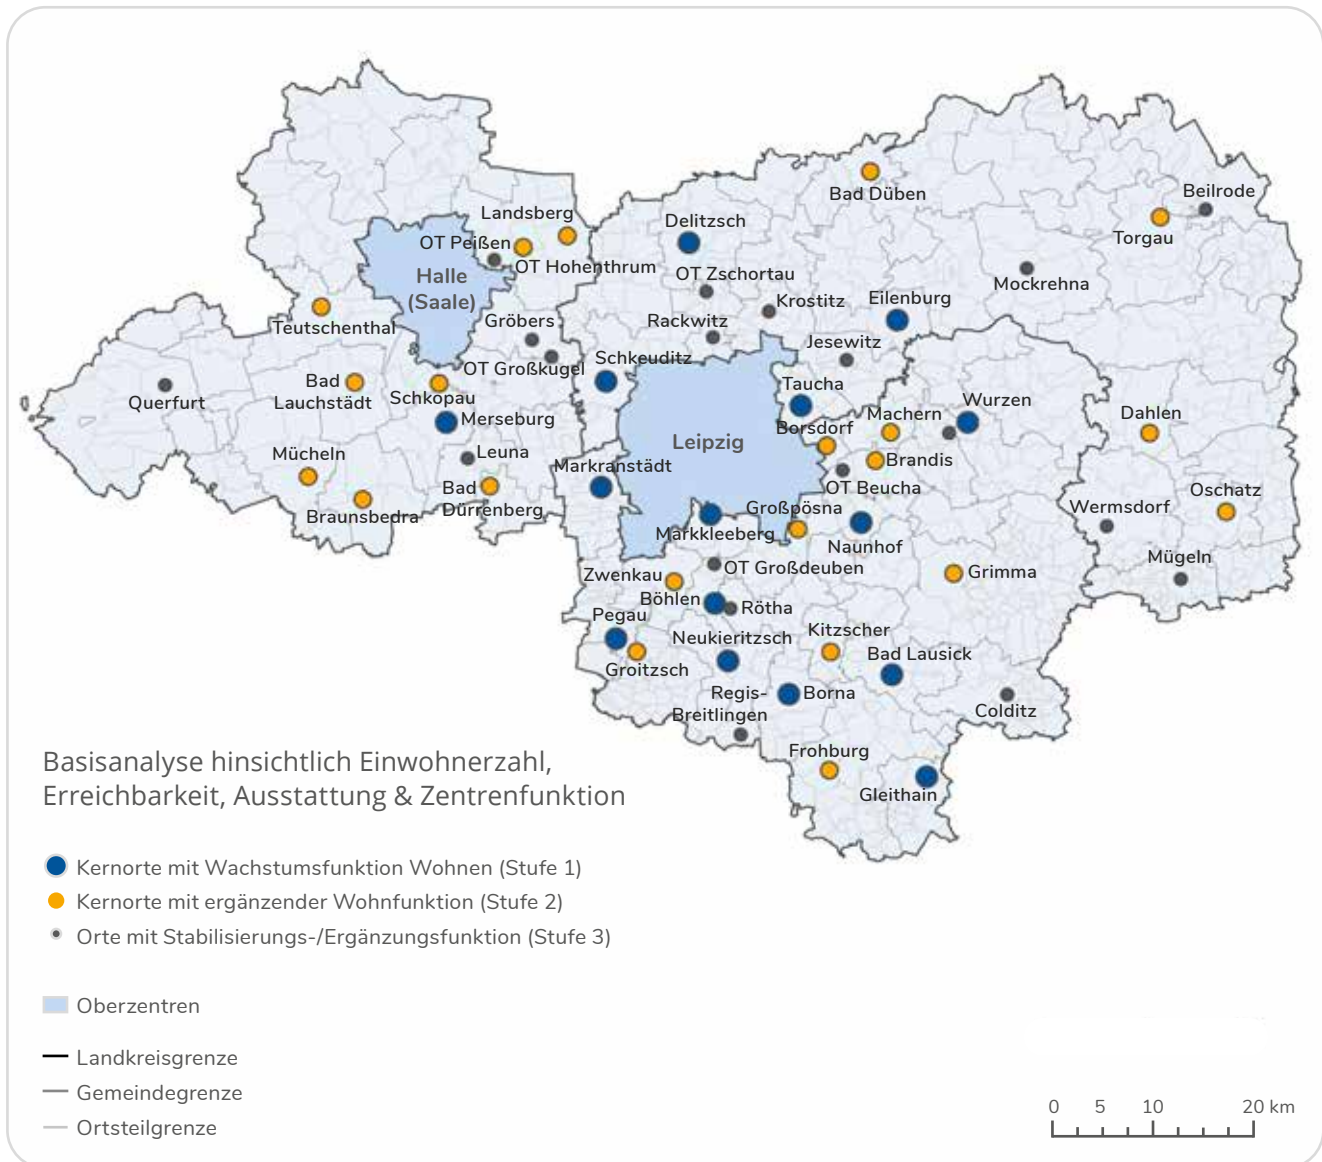 Bad Düben
Beilrode
Landsberg
Delitzsch
Torgau
OT Peißen
OT Hohenthrum
Halle
(Saale)
OT Zschortau
Mockrehna
Krostitz
Eilenburg
Teutschenthal
Gröbers
Rackwitz
Jesewitz
OT Großkugel
Schkeuditz
Bad
Lauchstädt
Schkopau
Taucha
Querfurt
Machern
Wurzen
Dahlen
Merseburg
Borsdorf
Leipzig
Mücheln
Leuna
Markranstädt
Brandis
Bad
Dürrenberg
OT Beucha
Oschatz
Braunsbedra
Großpösna
Wermsdorf
Markkleeberg
Naunhof
Mügeln
OT Großdeuben
Zwenkau
Grimma
Böhlen
Rötha
Pegau
Neukieritzsch
Kitzscher
Groitzsch
Bad Lausick
Regis-
Breitlingen
Borna
Colditz
Frohburg
Gleithain
Basisanalyse hinsichtlich Einwohnerzahl,
Erreichbarkeit, Ausstattung & Zentrenfunktion
Kernorte mit Wachstumsfunktion Wohnen (Stufe 1)
Kernorte mit ergänzender Wohnfunktion (Stufe 2)
Orte mit Stabilisierungs-/Ergänzungsfunktion (Stufe 3)
Oberzentren
Landkreisgrenze
Gemeindegrenze
Ortsteilgrenze
0 5 10 20 km